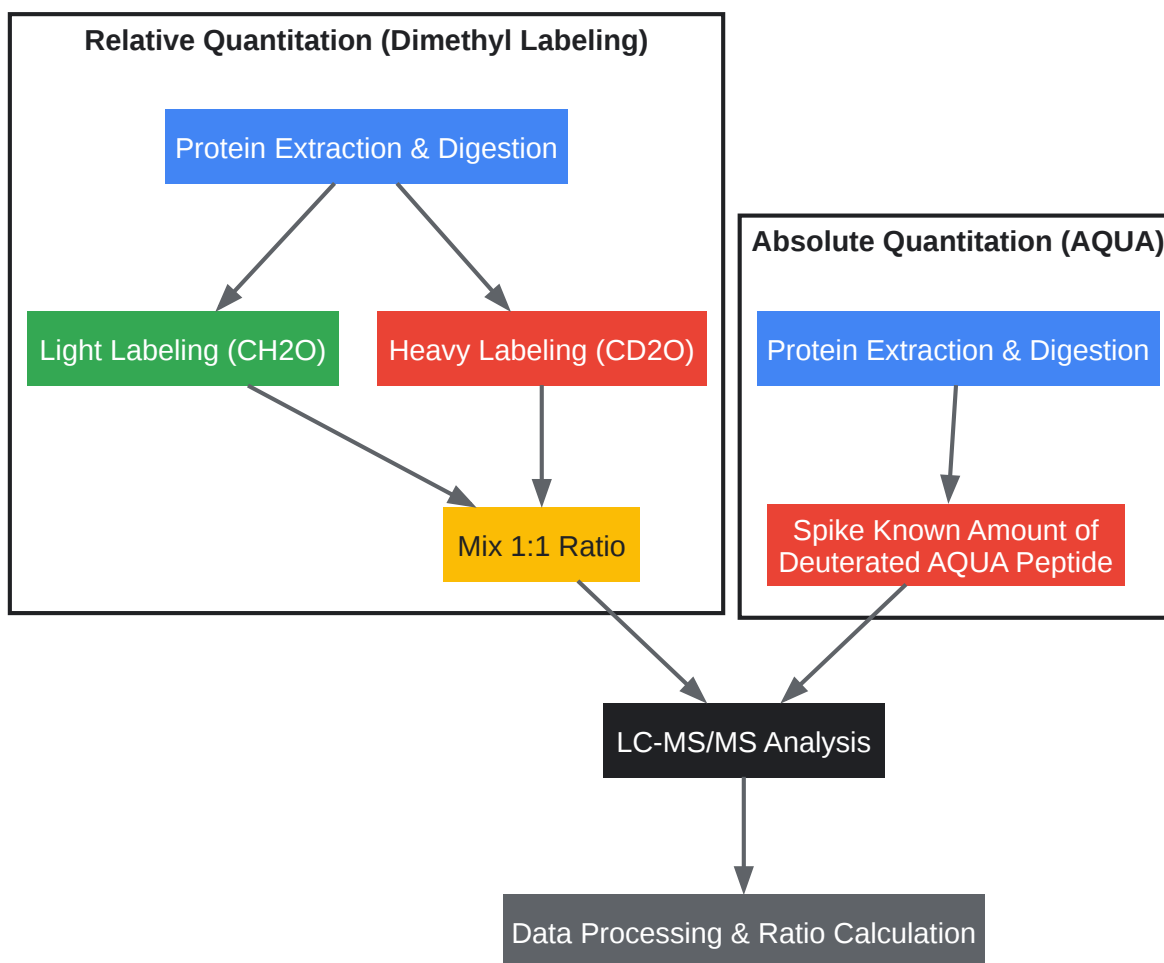 Relative Quantitation (Dimethyl Labeling)
Protein Extraction & Digestion
Light Labeling (CH2O)
Heavy Labeling (CD2O)
Mix 1:1 Ratio
Absolute Quantitation (AQUA)
Protein Extraction & Digestion
Spike Known Amount of
Deuterated AQUA Peptide
LC-MS/MS Analysis
Data Processing & Ratio Calculation